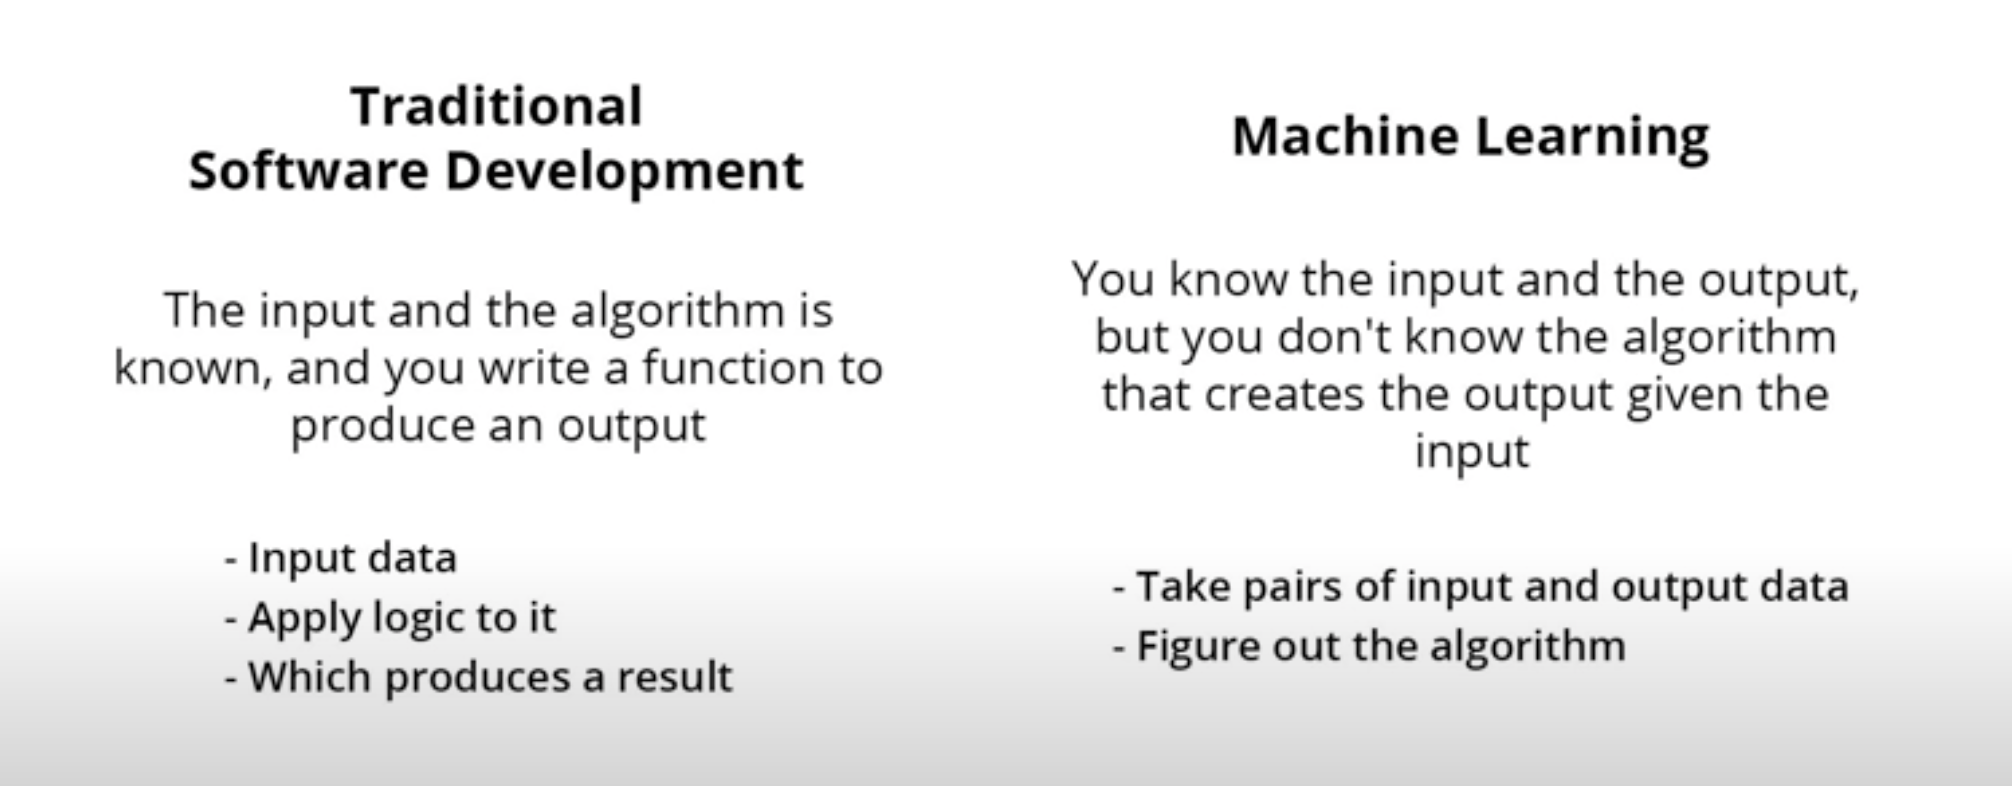 Traditional
Software Development
The input and the algorithm is
known, and you write a function to
produce an output
- Input data
- Apply logic to it
- Which produces a result
Machine Learning
You know the input and the output,
but you don't know the algorithm
that creates the output given the
input
- Take pairs of input and output data
- Figure out the algorithm